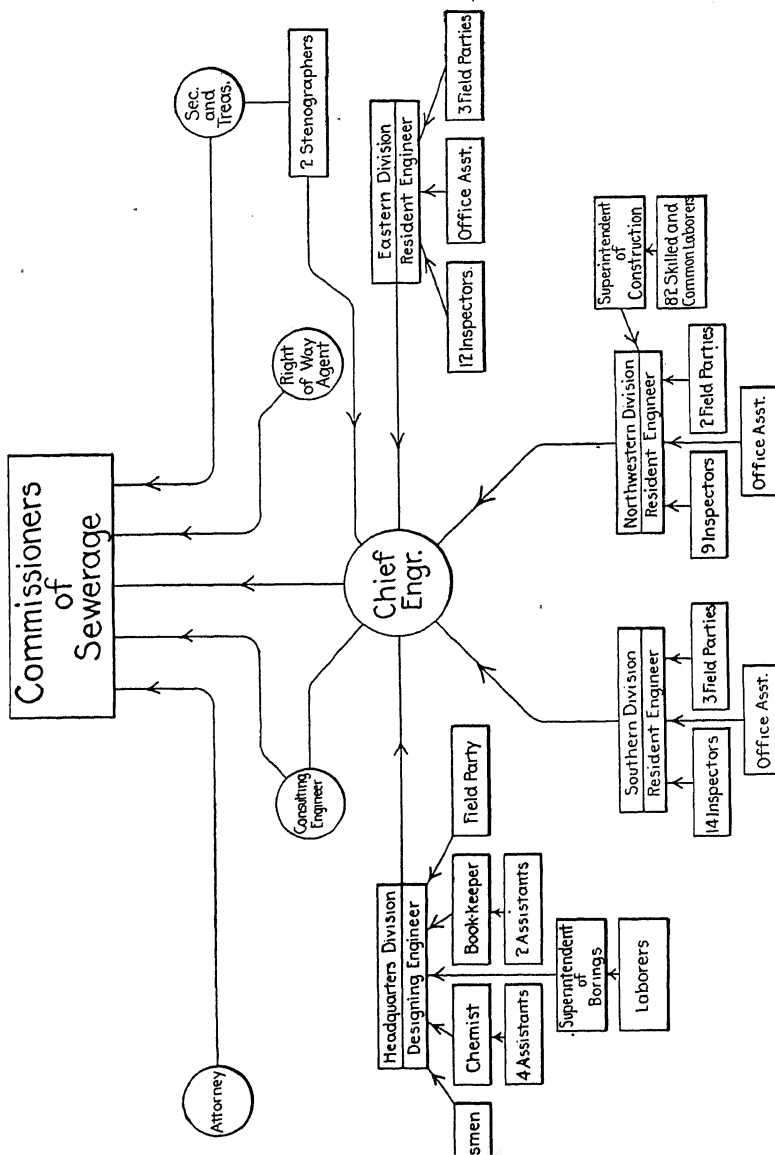 Commissioners
of
Sewerage
Attorney
Consulting
Engineer
Right
of Way
Agent
Sec.
and
Treas.
2 Stenographers
Chief
Engr.
Headquarters Division
Designing Engineer
smen
Chemist
4 Assistants
Superintendent
of
Borings
Laborers
Book-keeper
2 Assistants
Field Party
Eastern Division
Resident Engineer
12 Inspectors.
Office Asst.
3 Field Parties
Southern Division
Resident Engineer
14 Inspectors
3 Field Parties
Office Asst.
Northwestern Division
Resident Engineer
9 Inspectors
2 Field Parties
Office Asst.
Superintendent
of
Construction
82 Skilled and
Common Laborers